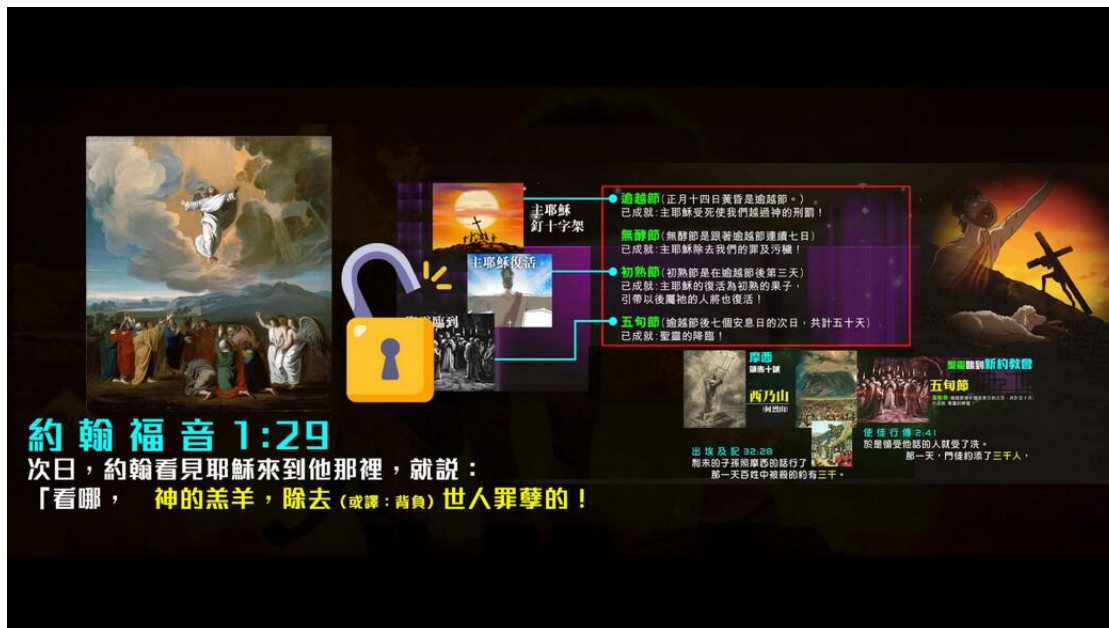 主耶穌
釘十字架
主耶穌復活
臨到
逾越節(正月十四日黃昏是逾越節。)
已成就:主耶穌受死使我們越過神的刑罰!
無酵節(無酵節是跟著逾越節連續七日)
已成就:主耶穌除去我們的罪及污穢!
初熟節(初熟節是在逾越節後第三天)
已成就:主耶穌的復活為初熟的果子,
引帶以後屬祂的人將也復活!
五旬節(逾越節後七個安息日的次日,共計五十天)
已成就:聖靈的降臨!
摩西
頒佈十誡
西乃山
(何烈山)
出埃及記 32:28
利未的子孫照摩西的話行了
那一天百姓中被殺的約有三千。
聖靈臨到新約教會
五旬節
使徒行傳 2:41
於是領受他話的人就受了洗。
那一天,門徒約添了三千人,
約翰福音 1:29
次日,約翰看見耶穌來到他那裡,就說:
「看哪, 神的羔羊,除去(或譯:背負)世人罪孽的!